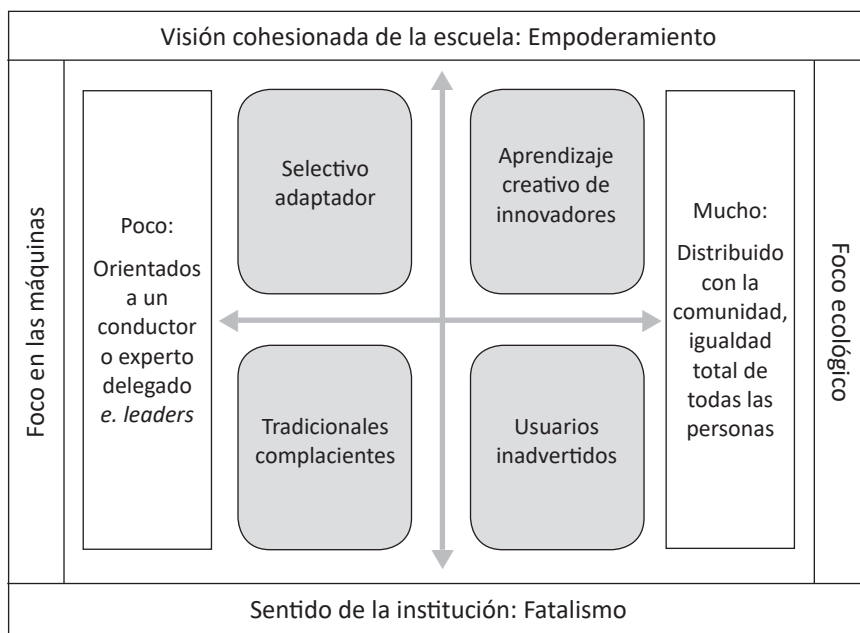 Visión cohesionada de la escuela: Empoderamiento
Foco en las máquinas
Poco:
Orientados
a un
conductor
o experto
delegado
e. leaders
Selectivo
adaptador
Aprendizaje
creativo de
innovadores
Tradicionales
complacientes
Usuarios
inadvertidos
Mucho:
Distribuido
con la
comunidad,
igualdad
total de
todas las
personas
Foco ecológico
Sentido de la institución: Fatalismo